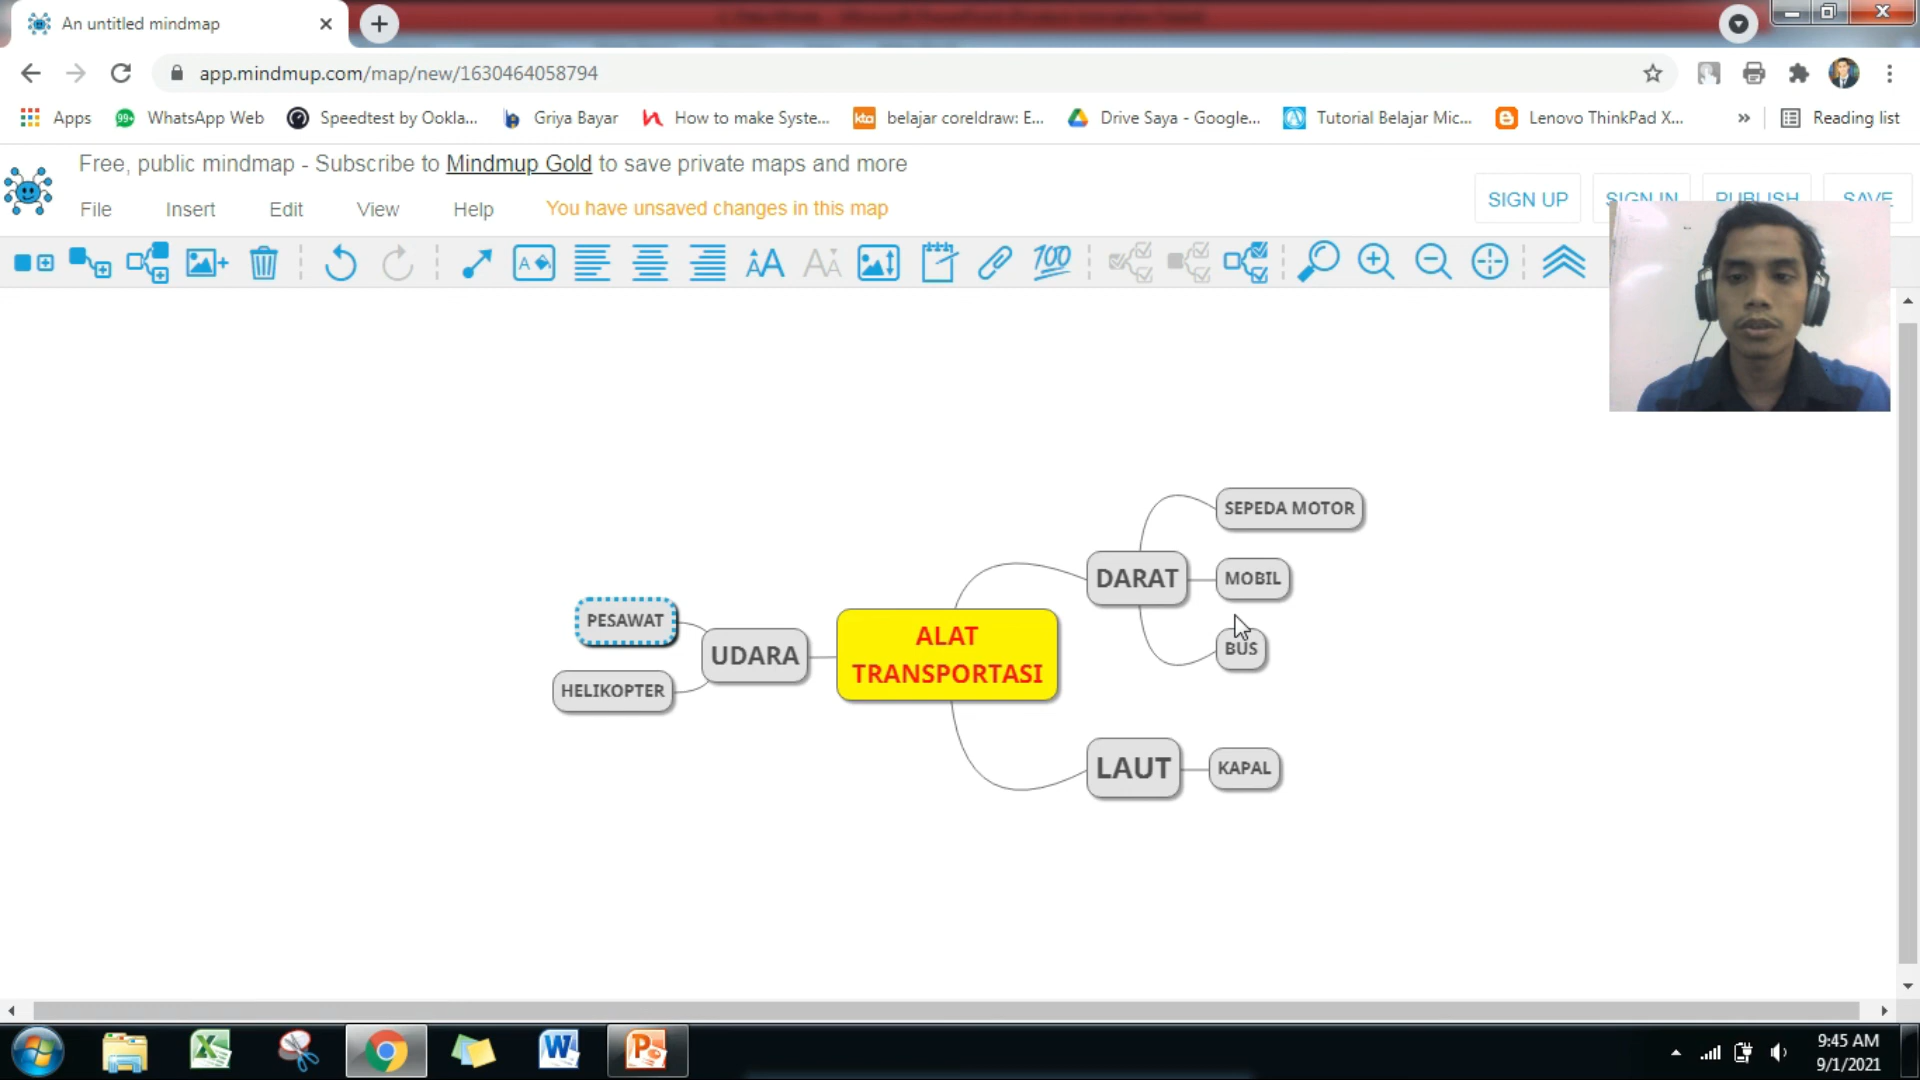 An untitled mindmap
app.mindmup.com/map/new/1630464058794
Apps
WhatsApp Web
Speedtest by Ookla...
Griya Bayar
How to make Syste...
belajar coreldraw: E...
Drive Saya - Google...
Tutorial Belajar Mic...
Lenovo ThinkPad X...
Reading list
Free, public mindmap - Subscribe to Mindmup Gold to save private maps and more
File Insert Edit View Help You have unsaved changes in this map
SIGN UP SIGN IN PUBLISH SAVE
SEPEDA MOTOR
DARAT
MOBIL
BUS
PESAWAT
UDARA
HELIKOPTER
ALAT
TRANSPORTASI
LAUT
KAPAL
9:45 AM
9/1/2021